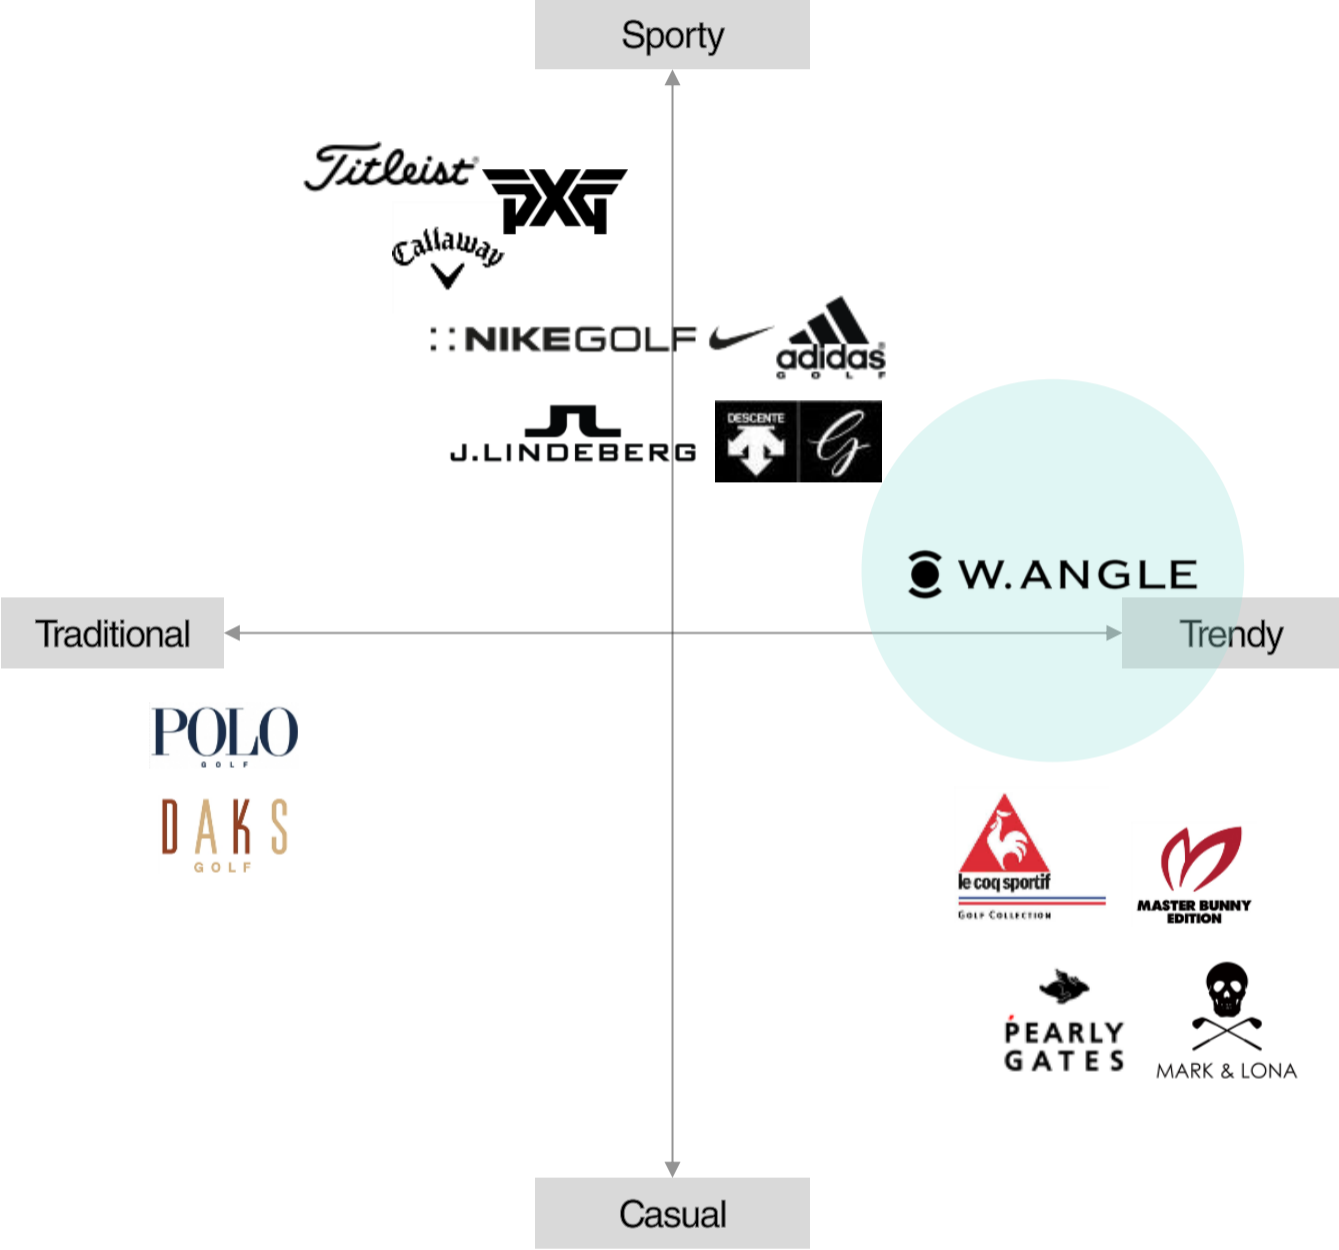 Sporty
Titleist®
PXG
Callaway
NIKEGOLF
adidas®
GOLF
J.LINDEBERG
DESCENTE
G
W.ANGLE
Traditional
Trendy
POLO
GOLF
DAKS
GOLF
le coq sportif
GOLF COLLECTION
MASTER BUNNY
EDITION
PEARLY
GATES
MARK & LONA
Casual